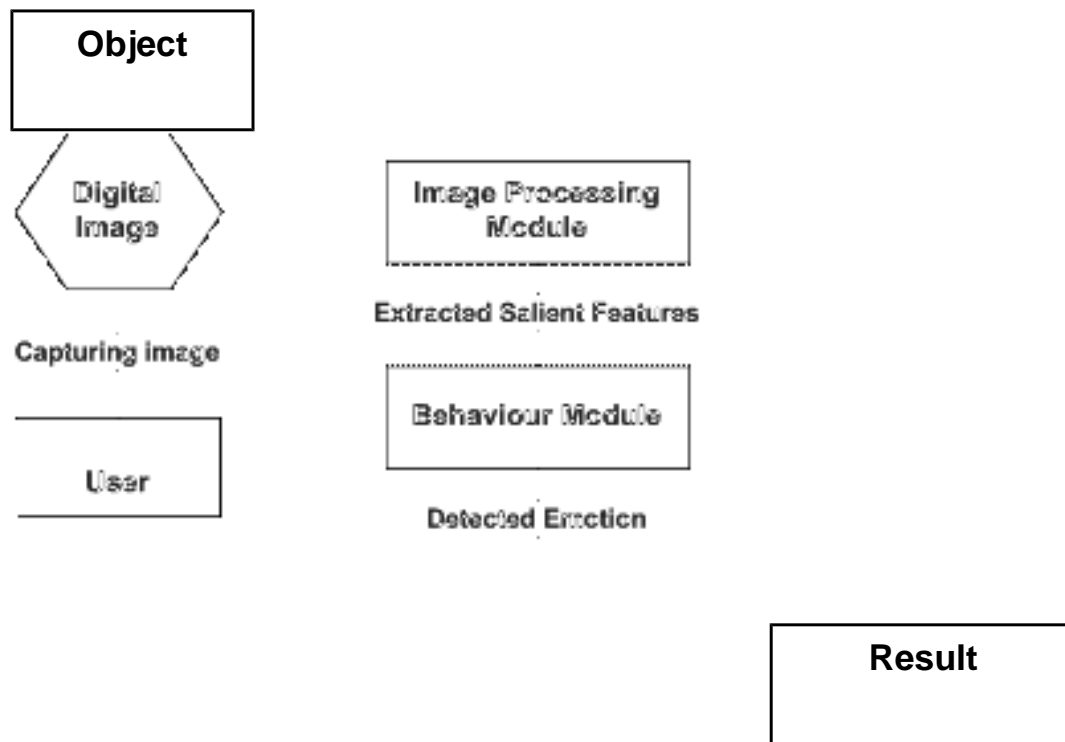 Object
Digital
Image
Capturing image
User
Image Processing
Module
Extracted Salient Features
Behaviour Module
Detected Emotion
Result